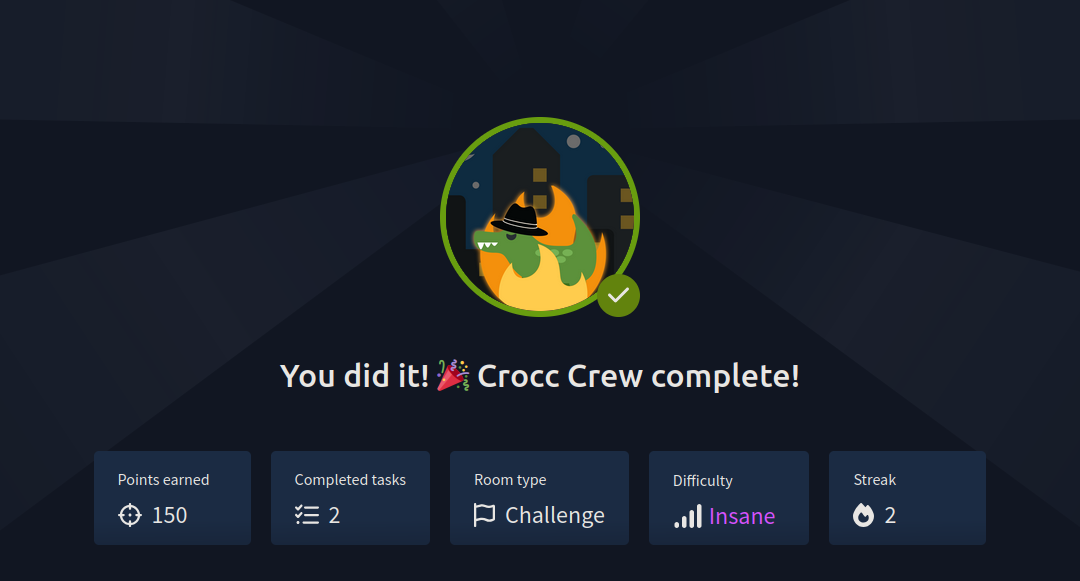 You did it! 🎉 Crocc Crew complete!
Points earned
150
Completed tasks
2
Room type
Challenge
Difficulty
Insane
Streak
2